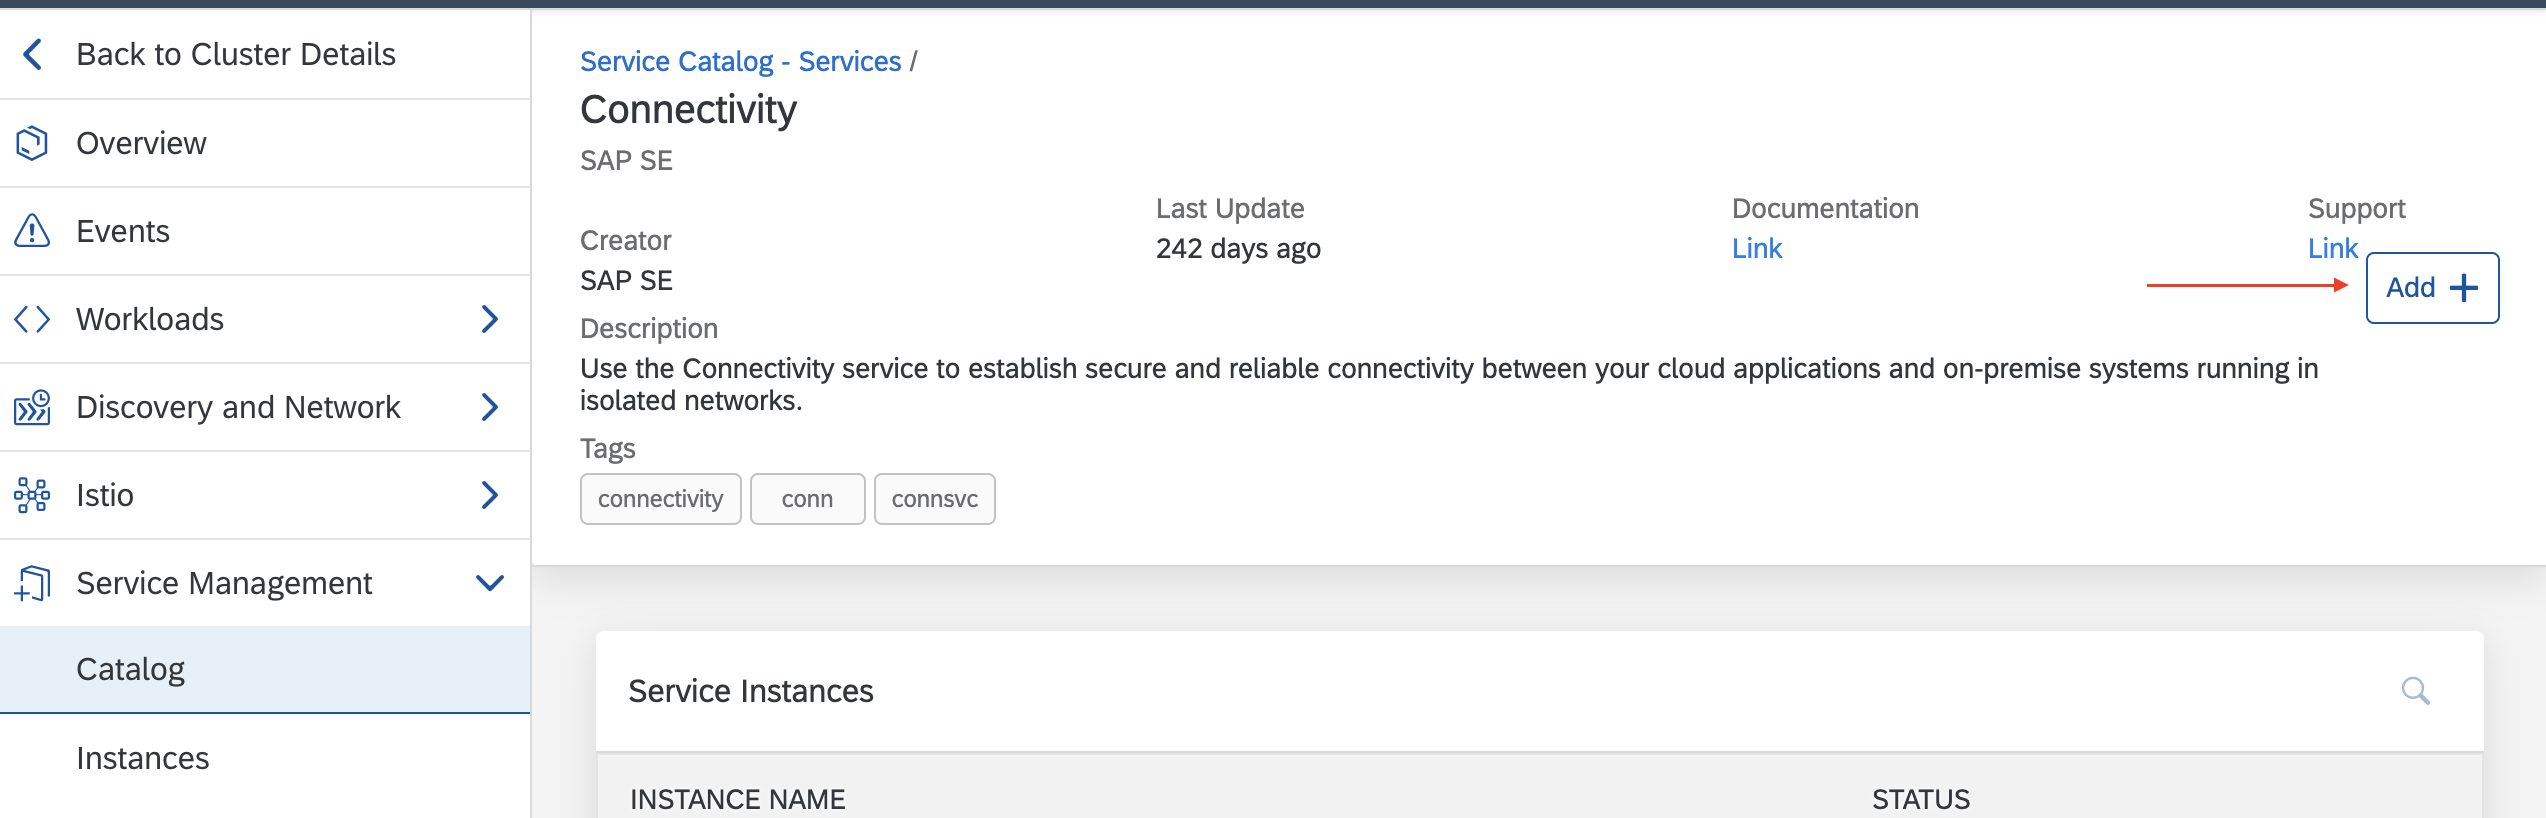 Back to Cluster Details
Overview
Events
Workloads
Discovery and Network
Istio
Service Management
Catalog
Instances
Service Catalog - Services /
Connectivity
SAP SE
Creator
SAP SE
Last Update
242 days ago
Documentation
Link
Support
Link
Add
Description
Use the Connectivity service to establish secure and reliable connectivity between your cloud applications and on-premise systems running in
isolated networks.
Tags
connectivity conn connsvc
Service Instances
INSTANCE NAME STATUS